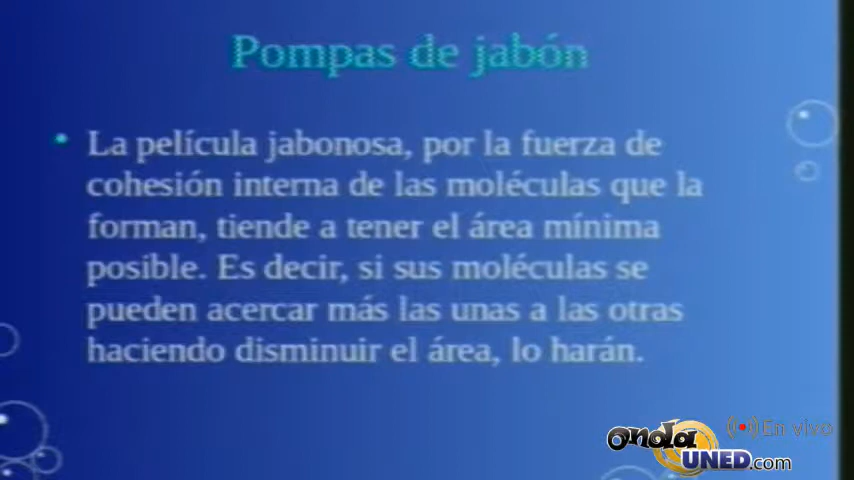 Pompas de jabón
• La película jabonosa, por la fuerza de
cohesión interna de las moléculas que la
forman, tiende a tener el área mínima
posible. Es decir, si sus moléculas se
pueden acercar más las unas a las otras
haciendo disminuir el área, lo harán.
En vivo
onda
UNED.com